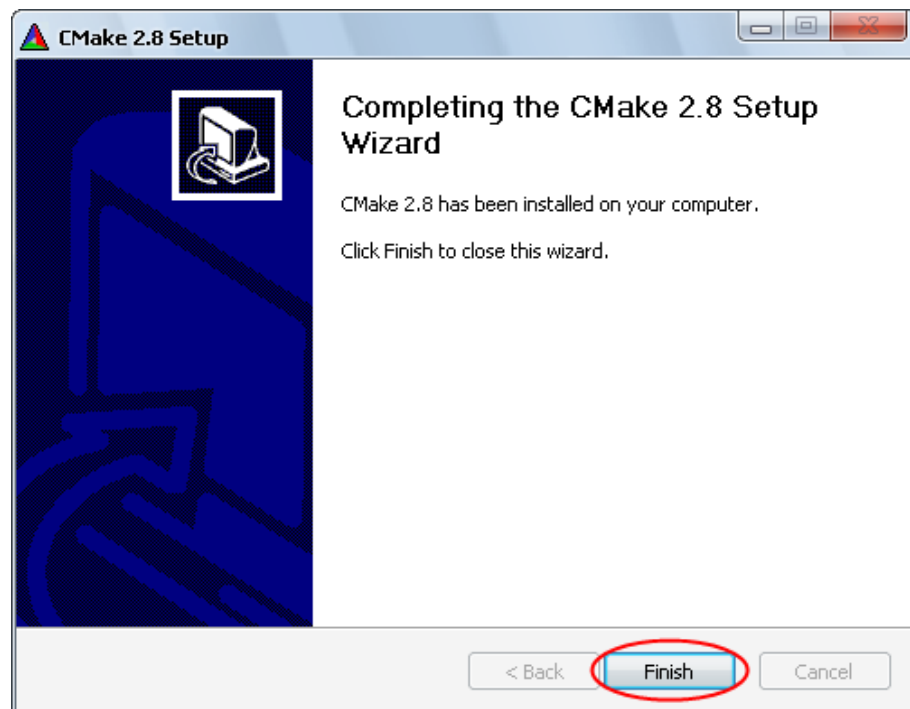 CMake 2.8 Setup
Completing the CMake 2.8 Setup
Wizard
CMake 2.8 has been installed on your computer.
Click Finish to close this wizard.
< Back Finish Cancel